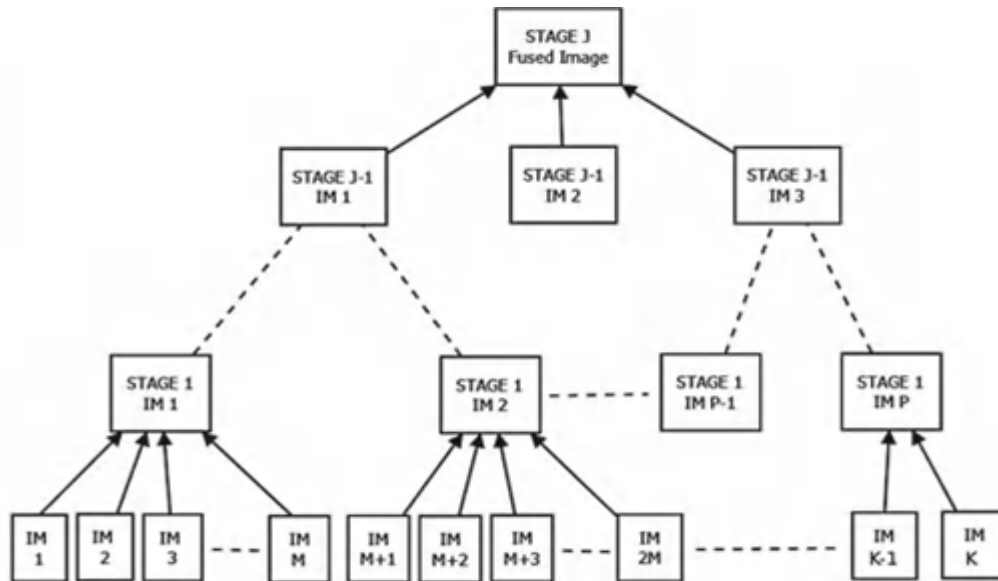 STAGE J
Fused Image
STAGE J-1
IM 1
STAGE J-1
IM 2
STAGE J-1
IM 3
STAGE 1
IM 1
STAGE 1
IM 2
STAGE 1
IM P-1
STAGE 1
IM P
IM
1
IM
2
IM
3
IM
M
IM
M+1
IM
M+2
IM
M+3
IM
2M
IM
K-1
IM
K